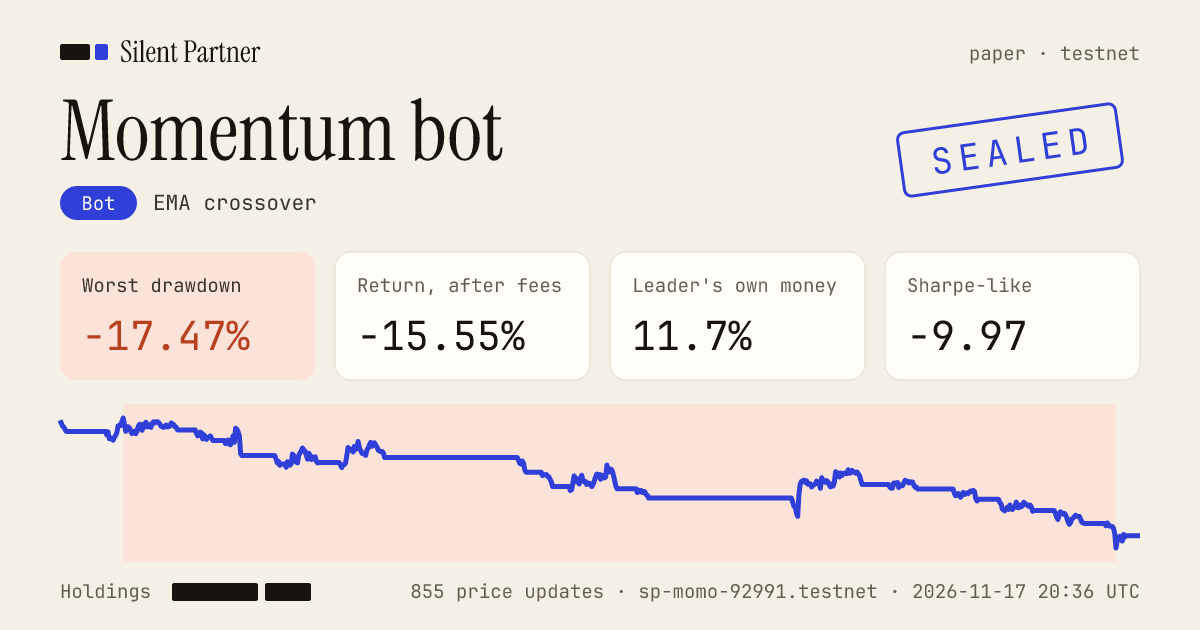 Silent Partner
paper · testnet
Momentum bot
SEALED
Bot EMA crossover
Worst drawdown
-17.47%
Return, after fees
-15.55%
Leader's own money
11.7%
Sharpe-like
-9.97
Holdings
855 price updates · sp-momo-92991.testnet · 2026-11-17 20:36 UTC